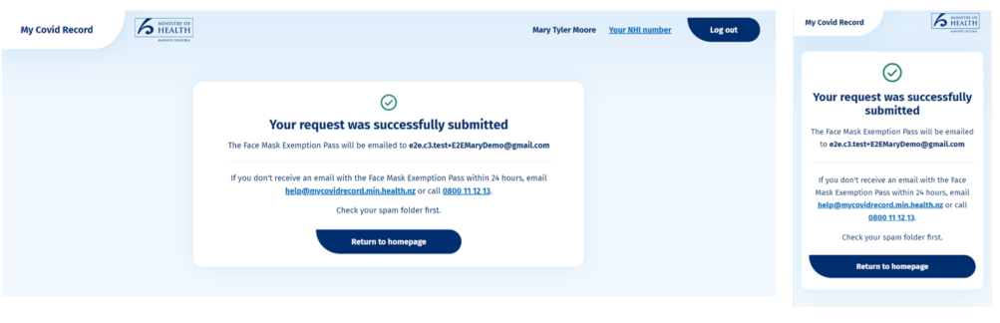 My Covid Record
MINISTRY OF
HEALTH
MANATŪ HAUORA
Mary Tyler Moore
Your NHI number
Log out
Your request was successfully submitted
The Face Mask Exemption Pass will be emailed to e2e.c3.test+E2EMaryDemo@gmail.com
If you don't receive an email with the Face Mask Exemption Pass within 24 hours, email
help@mycovidrecord.min.health.nz or call 0800 11 12 13.
Check your spam folder first.
Return to homepage
My Covid Record
MINISTRY OF
HEALTH
MANATŪ HAUORA
Your request was successfully
submitted
The Face Mask Exemption Pass will be emailed
to e2e.c3.test+E2EMaryDemo@gmail.com
If you don't receive an email with the Face
Mask Exemption Pass within 24 hours, email
help@mycovidrecord.min.health.nz or call
0800 11 12 13.
Check your spam folder first.
Return to homepage